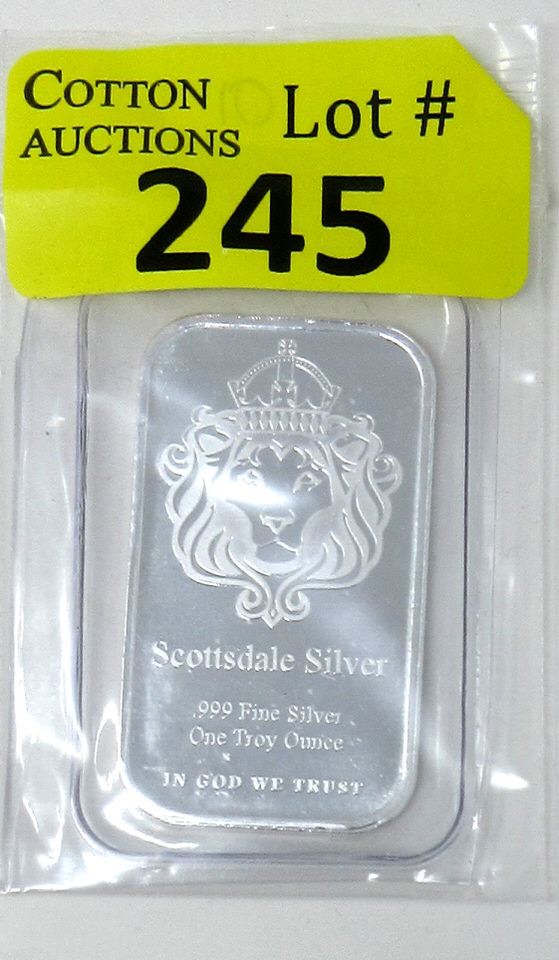 COTTON
AUCTIONS
Lot #
245
Scottsdale Silver
.999 Fine Silver
One Troy Ounce
IN GOD WE TRUST